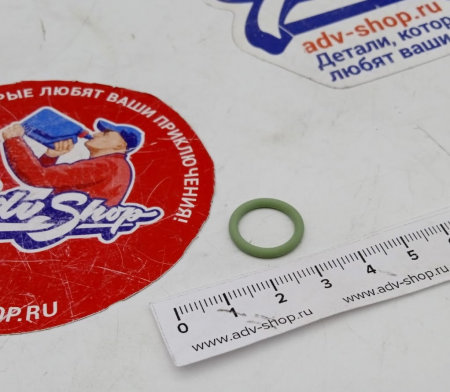 adv-shop.ru
Детали, котор
любят ваши
РЫЕ ЛЮБЯТ ВАШИ ПРИКЛЮЧЕНИЯ!
Adv Shop
OP.RU
0 1 2 3 4 5 6
www.adv-shop.ru www.adv-shop.ru